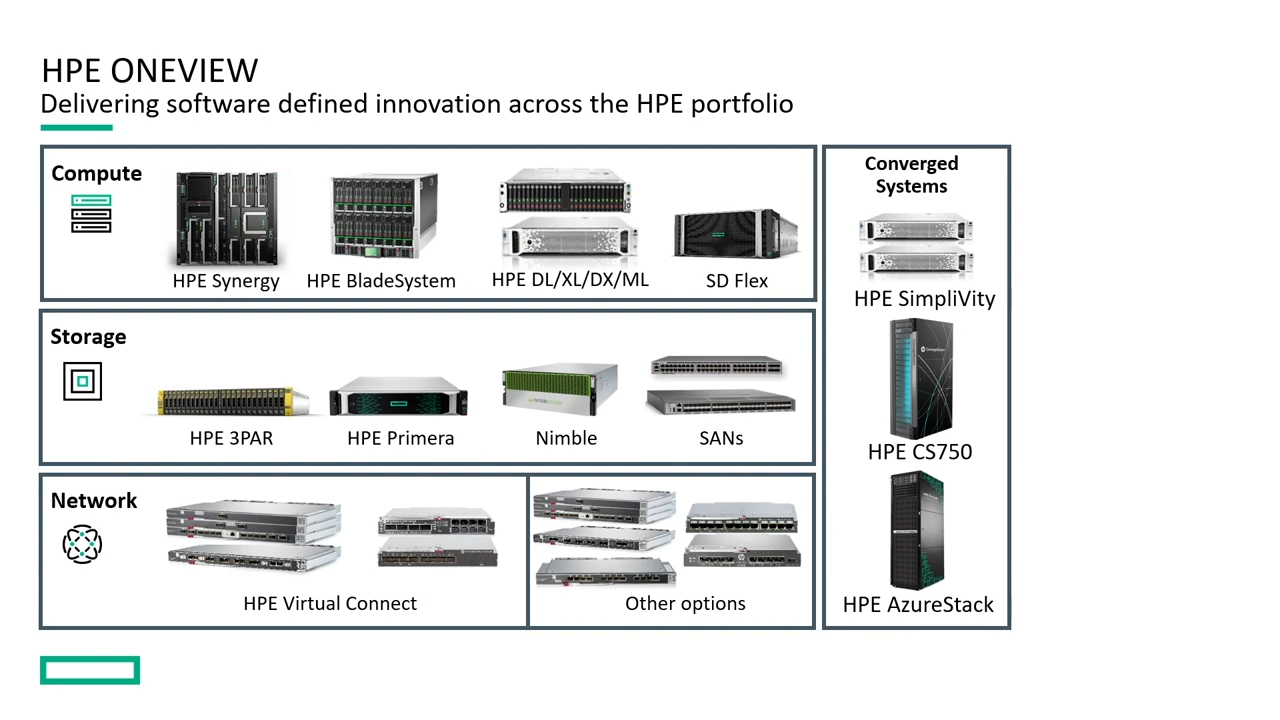 HPE ONEVIEW
Delivering software defined innovation across the HPE portfolio
Compute
HPE Synergy
HPE BladeSystem
HPE DL/XL/DX/ML
SD Flex
Storage
HPE 3PAR
HPE Primera
Nimble
SANs
Network
HPE Virtual Connect
Other options
Converged
Systems
HPE SimpliVity
HPE CS750
HPE AzureStack